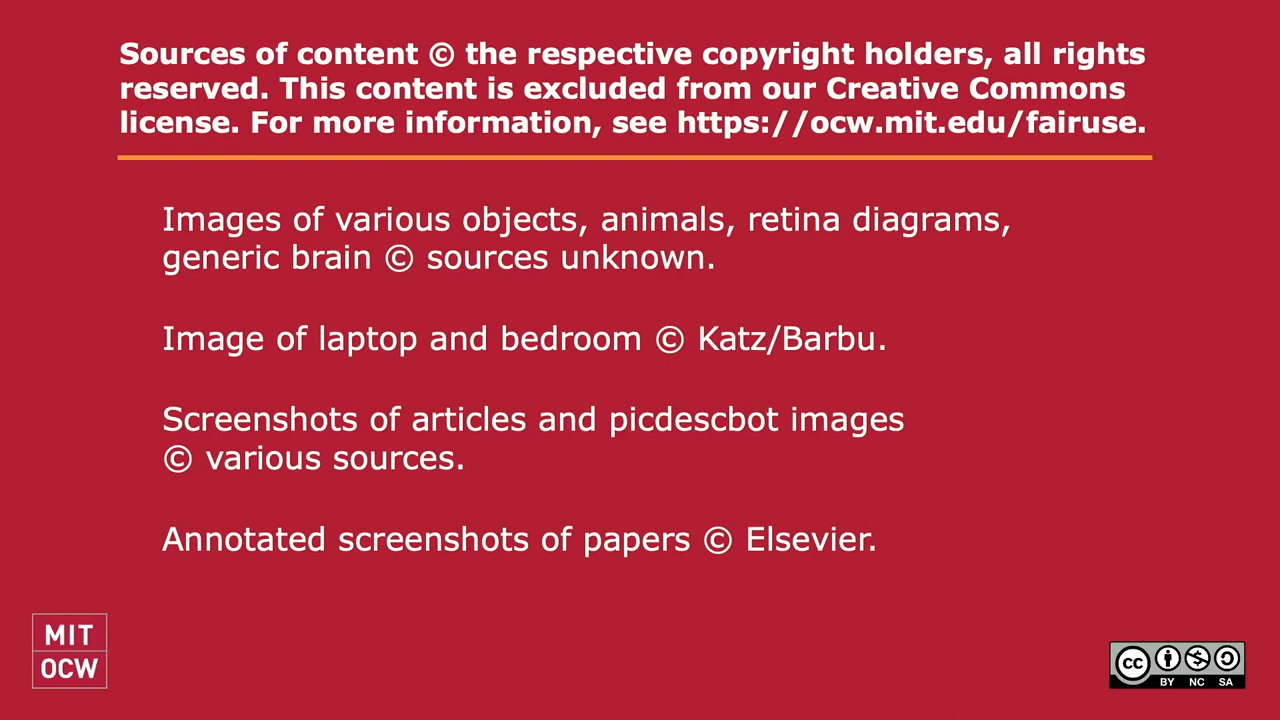 Sources of content © the respective copyright holders, all rights
reserved. This content is excluded from our Creative Commons
license. For more information, see https://ocw.mit.edu/fairuse.
Images of various objects, animals, retina diagrams,
generic brain © sources unknown.
Image of laptop and bedroom © Katz/Barbu.
Screenshots of articles and picdescbot images
© various sources.
Annotated screenshots of papers © Elsevier.
MIT
OCW
cc
BY NC SA